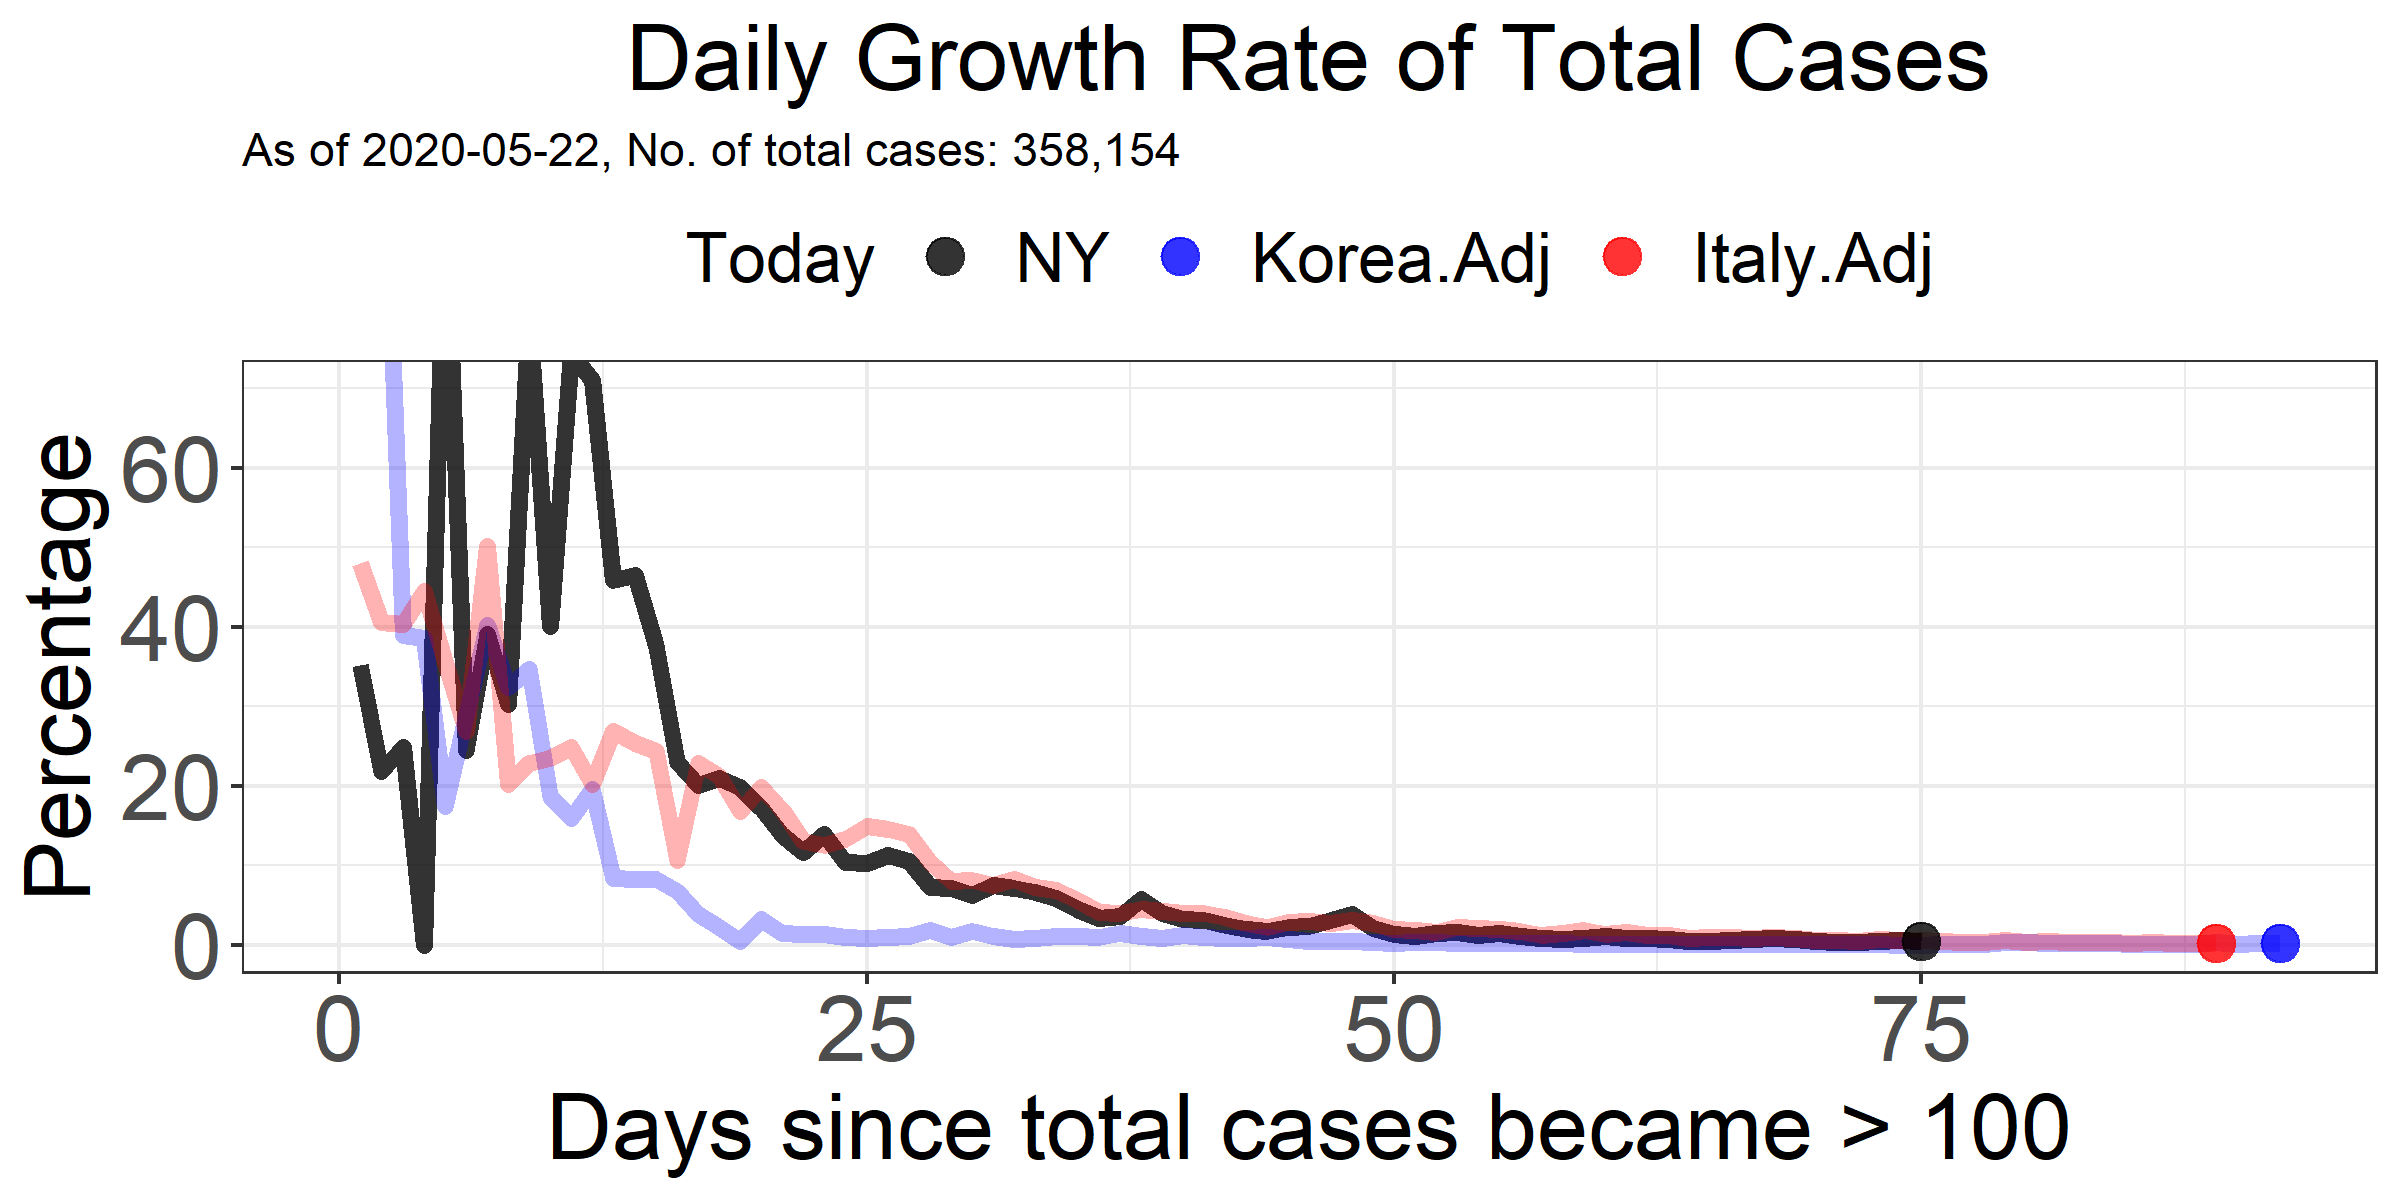 Daily Growth Rate of Total Cases
As of 2020-05-22, No. of total cases: 358,154
Today NY Korea.Adj Italy.Adj
Percentage
60
40
20
0
0 25 50 75
Days since total cases became > 100